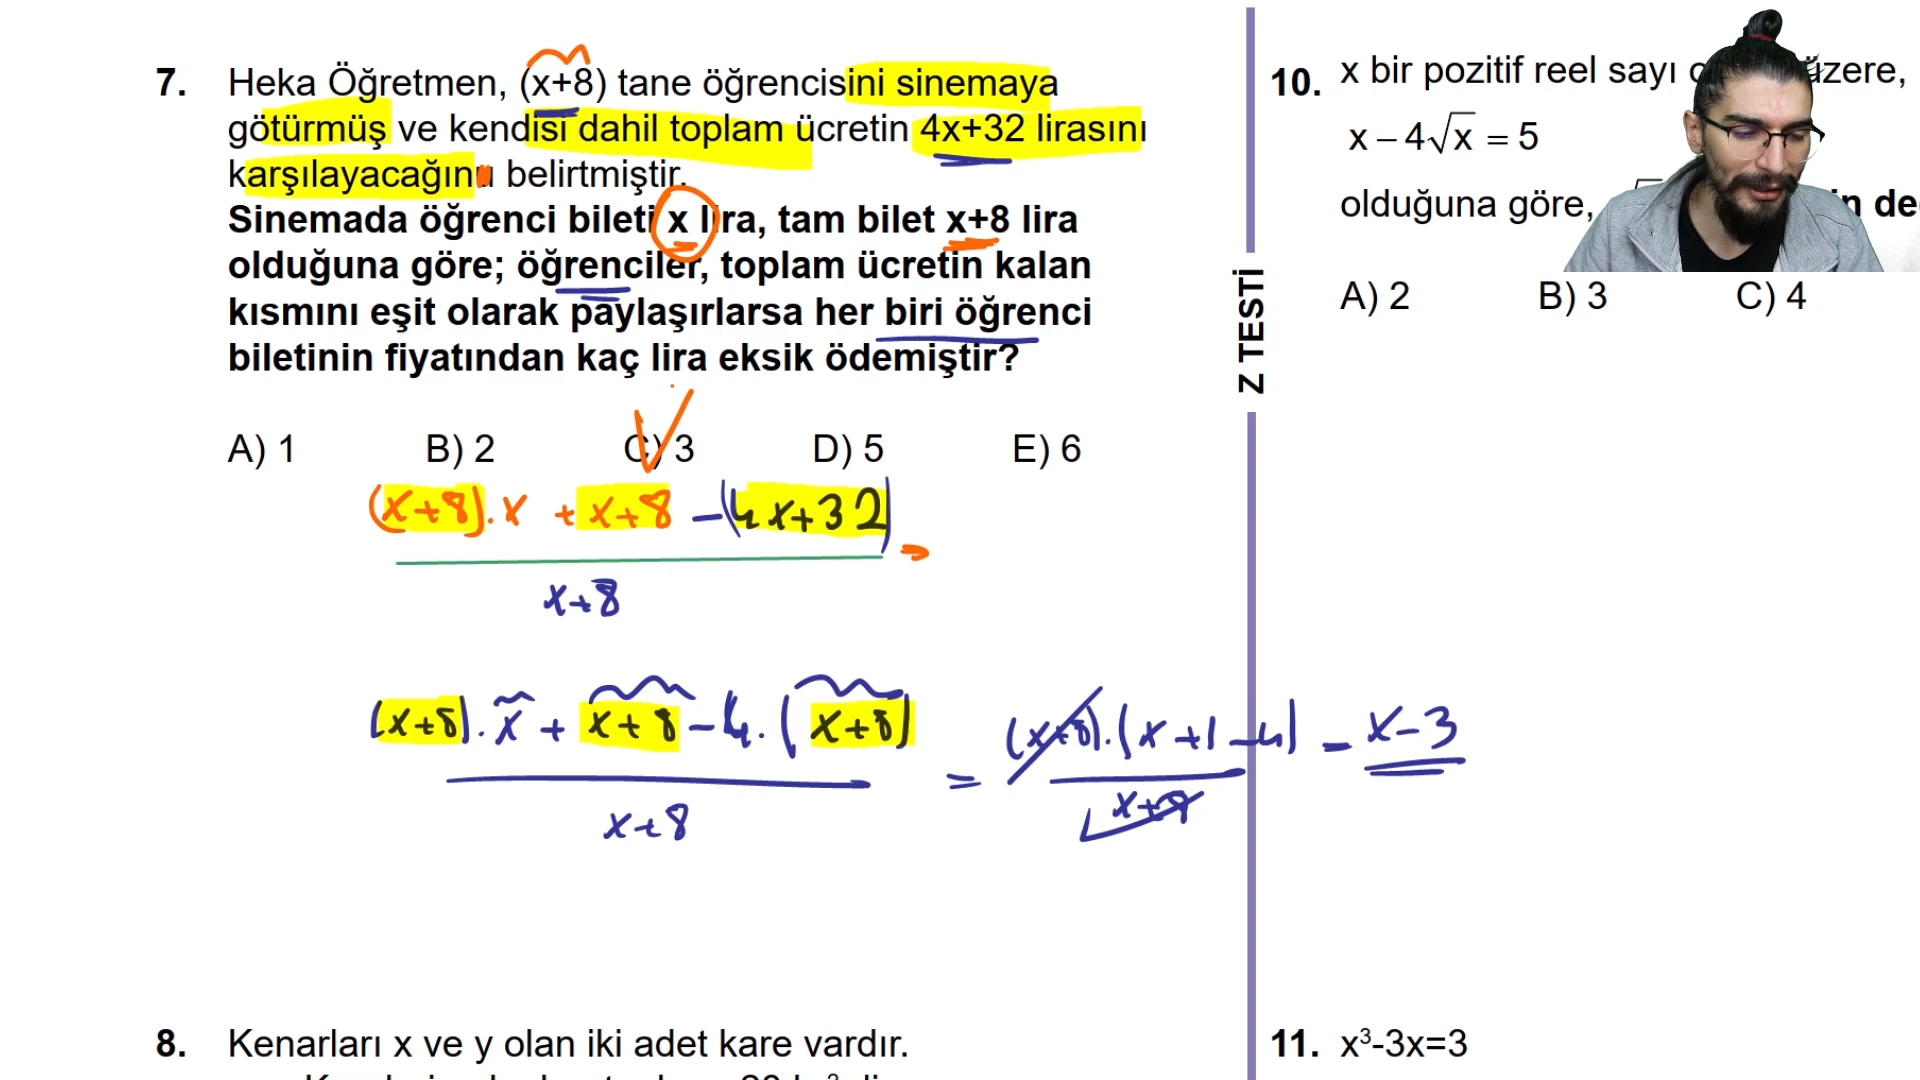 7. Heka Öğretmen, (x+8) tane öğrencisini sinemaya
götürmüş ve kendisi dahil toplam ücretin 4x+32 lirasını
karşılayacağını belirtmiştir.
Sinemada öğrenci bileti x lira, tam bilet x+8 lira
olduğuna göre; öğrenciler, toplam ücretin kalan
kısmını eşit olarak paylaşırlarsa her biri öğrenci
biletinin fiyatından kaç lira eksik ödemiştir?
A) 1 B) 2 C) 3 D) 5 E) 6
(x+8).x + x+8 -(4x+32)
x+8
(x+8).x + x+8 -4.(x+8) = (x+8).(x+1-4) - x-3
x+8 x+8
8. Kenarları x ve y olan iki adet kare vardır.
Z TESTİ
10. x bir pozitif reel sayı üzere,
x – 4√x = 5
olduğuna göre,
A) 2 B) 3 C) 4
11. x³-3x=3